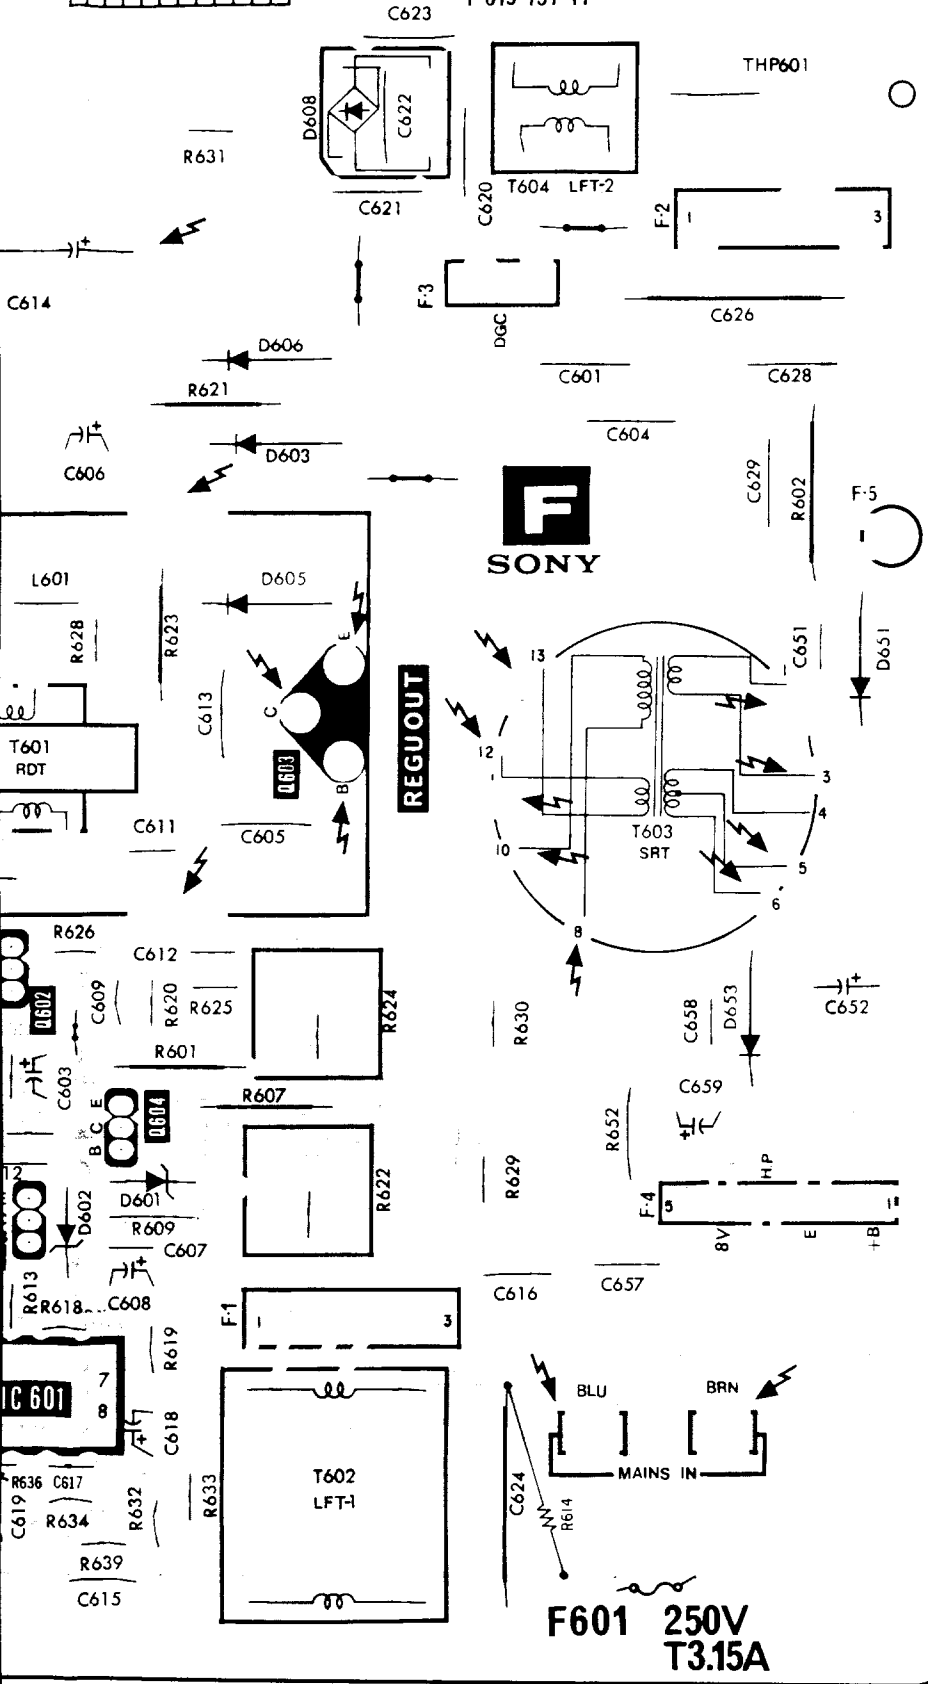 C623
D608
C622
THP601
R631
T604 LFT-2
C621
C620
F-2
1
3
C614
F-3
DGC
C626
D606
R621
C601
C628
C606
D603
C604
C629
R602
F-5
F
SONY
L601
D605
R628
R623
E
C651
D651
13
C613
C
T601
RDT
Q603
REGU OUT
12
B
3
4
T603
SRT
C611
C605
10
5
6
8
R626
C612
Q602
C609
R620
R625
R624
R630
C658
D653
C652
R601
C603
E
C
B
Q604
R607
C659
R652
12
D602
D601
R609
C607
R622
R629
F-4
5
H.P
1
8V
E
+B
R613
R618
C608
F-1
1
3
C616
C657
R619
IC 601
7
8
C618
BLU
BRN
MAINS IN
R636
C617
C619
R634
R632
R633
T602
LFT-1
C624
R614
R639
C615
F601 250V
T3.15A